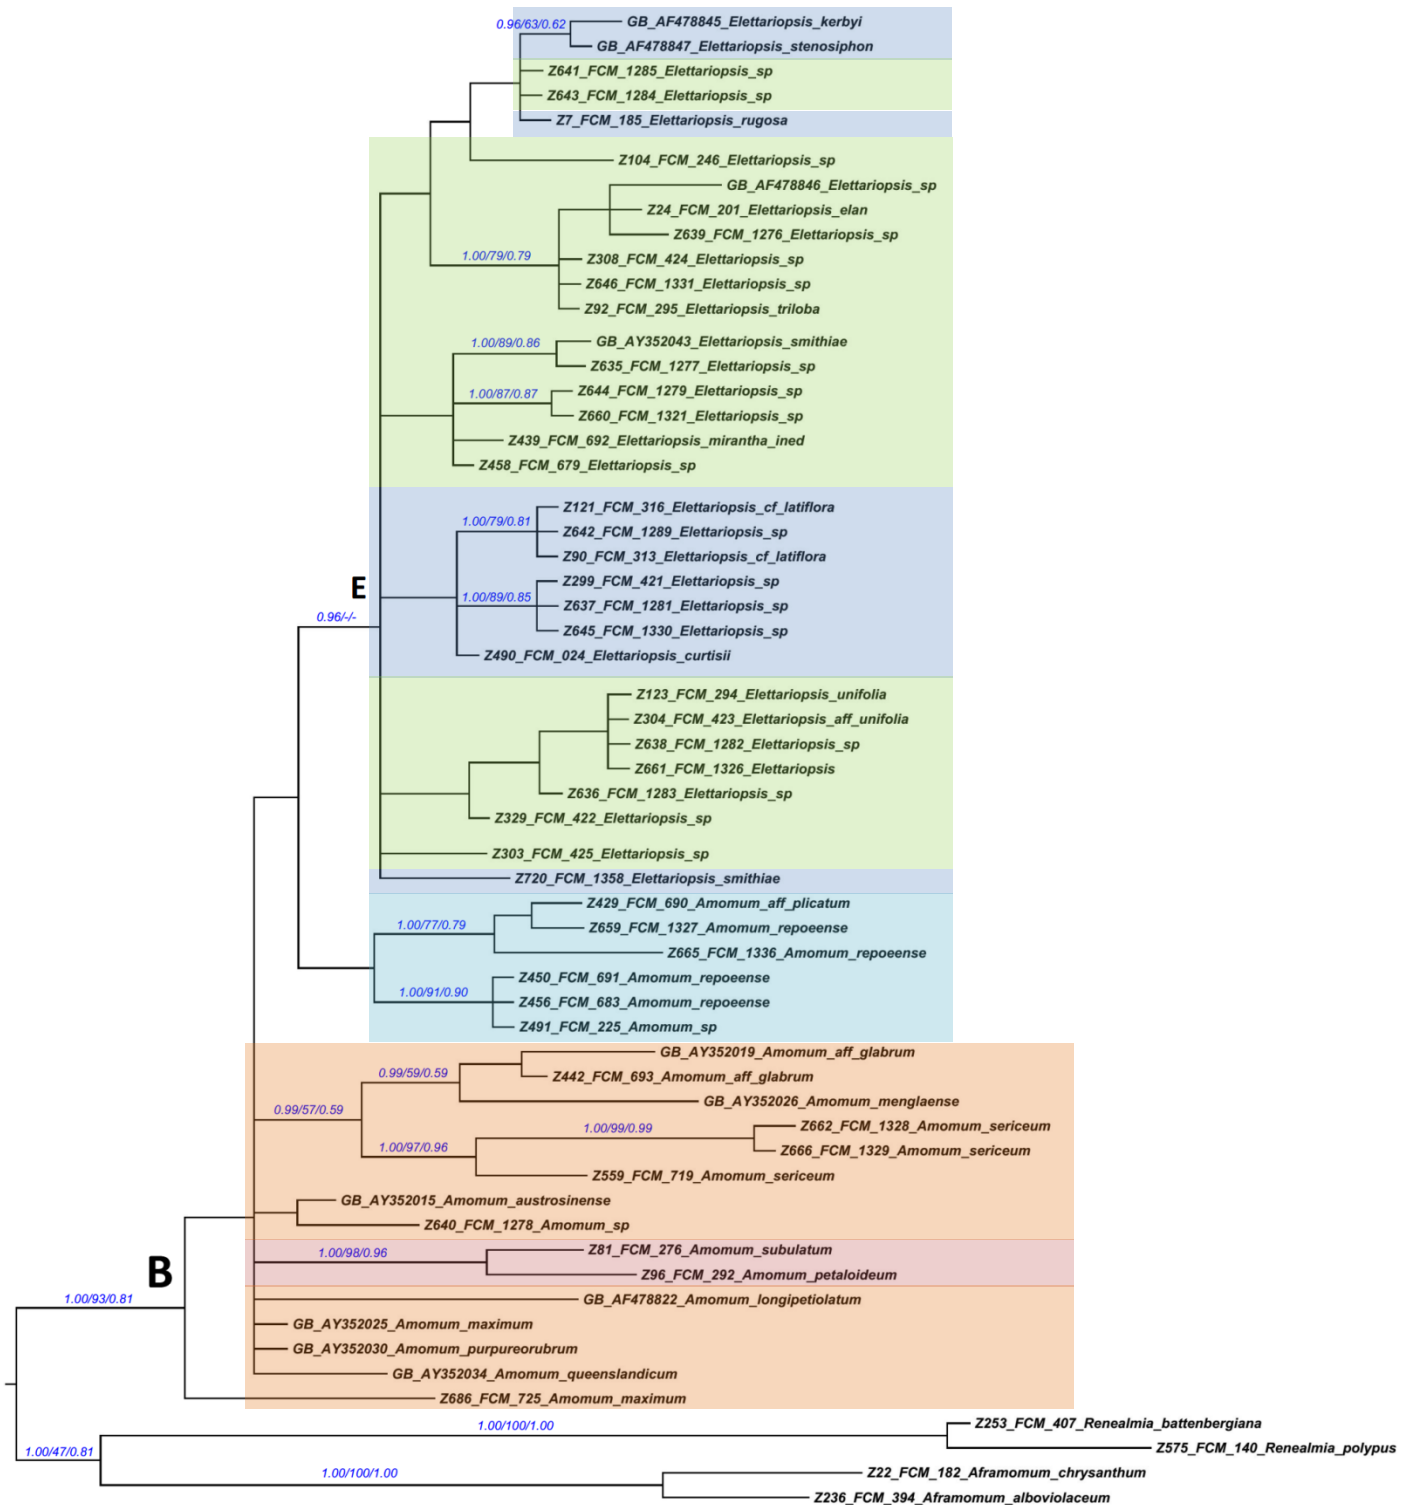 0.96/63/0.62
GB_AF478845_Elettariopsis_kerbyi
GB_AF478847_Elettariopsis_stenosiphon
Z641_FCM_1285_Elettariopsis_sp
Z643_FCM_1284_Elettariopsis_sp
Z7_FCM_185_Elettariopsis_rugosa
Z104_FCM_246_Elettariopsis_sp
GB_AF478846_Elettariopsis_sp
Z24_FCM_201_Elettariopsis_elan
Z639_FCM_1276_Elettariopsis_sp
1.00/79/0.79
Z308_FCM_424_Elettariopsis_sp
Z646_FCM_1331_Elettariopsis_sp
Z92_FCM_295_Elettariopsis_triloba
1.00/89/0.86
GB_AY352043_Elettariopsis_smithiae
Z635_FCM_1277_Elettariopsis_sp
1.00/87/0.87
Z644_FCM_1279_Elettariopsis_sp
Z660_FCM_1321_Elettariopsis_sp
Z439_FCM_692_Elettariopsis_mirantha_ined
Z458_FCM_679_Elettariopsis_sp
Z121_FCM_316_Elettariopsis_cf_latiflora
1.00/79/0.81
Z642_FCM_1289_Elettariopsis_sp
Z90_FCM_313_Elettariopsis_cf_latiflora
Z299_FCM_421_Elettariopsis_sp
E
1.00/89/0.85
Z637_FCM_1281_Elettariopsis_sp
0.96/-/-
Z645_FCM_1330_Elettariopsis_sp
Z490_FCM_024_Elettariopsis_curtisii
Z123_FCM_294_Elettariopsis_unifolia
Z304_FCM_423_Elettariopsis_aff_unifolia
Z638_FCM_1282_Elettariopsis_sp
Z661_FCM_1326_Elettariopsis
Z636_FCM_1283_Elettariopsis_sp
Z329_FCM_422_Elettariopsis_sp
Z303_FCM_425_Elettariopsis_sp
Z720_FCM_1358_Elettariopsis_smithiae
Z429_FCM_690_Amomum_aff_plicatum
1.00/77/0.79
Z659_FCM_1327_Amomum_repoeense
Z665_FCM_1336_Amomum_repoeense
Z450_FCM_691_Amomum_repoeense
1.00/91/0.90
Z456_FCM_683_Amomum_repoeense
Z491_FCM_225_Amomum_sp
GB_AY352019_Amomum_aff_glabrum
0.99/59/0.59
Z442_FCM_693_Amomum_aff_glabrum
GB_AY352026_Amomum_menglaense
0.99/57/0.59
1.00/99/0.99
Z662_FCM_1328_Amomum_sericeum
1.00/97/0.96
Z666_FCM_1329_Amomum_sericeum
Z559_FCM_719_Amomum_sericeum
GB_AY352015_Amomum_austrosinense
Z640_FCM_1278_Amomum_sp
1.00/98/0.96
Z81_FCM_276_Amomum_subulatum
B
Z96_FCM_292_Amomum_petaloideum
1.00/93/0.81
GB_AF478822_Amomum_longipetiolatum
GB_AY352025_Amomum_maximum
GB_AY352030_Amomum_purpureorubrum
GB_AY352034_Amomum_queenslandicum
Z686_FCM_725_Amomum_maximum
1.00/100/1.00
Z253_FCM_407_Renealmia_battenbergiana
1.00/47/0.81
Z575_FCM_140_Renealmia_polypus
1.00/100/1.00
Z22_FCM_182_Aframomum_chrysanthum
Z236_FCM_394_Aframomum_alboviolaceum